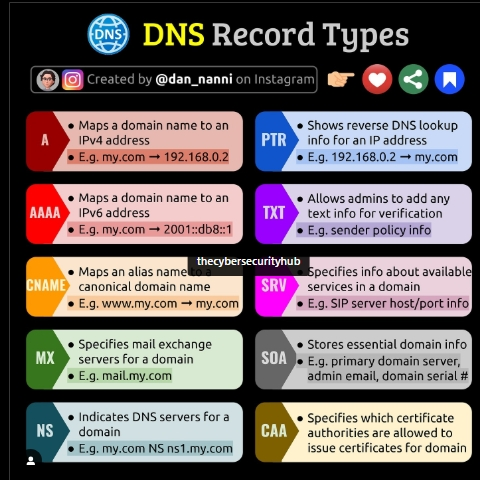 DNS
DNS Record Types
Created by @dan_nanni on Instagram
A
• Maps a domain name to an
IPv4 address
• E.g. my.com → 192.168.0.2
AAAA
• Maps a domain name to an
IPv6 address
• E.g. my.com → 2001::db8::1
CNAME
• Maps an alias name to a
canonical domain name
• E.g. www.my.com → my.com
MX
• Specifies mail exchange
servers for a domain
• E.g. mail.my.com
NS
• Indicates DNS servers for a
domain
• E.g. my.com NS ns1.my.com
PTR
• Shows reverse DNS lookup
info for an IP address
• E.g. 192.168.0.2 → my.com
TXT
• Allows admins to add any
text info for verification
• E.g. sender policy info
thecybersecurityhub
SRV
• Specifies info about available
services in a domain
• E.g. SIP server host/port info
SOA
• Stores essential domain info
• E.g. primary domain server,
admin email, domain serial #
CAA
• Specifies which certificate
authorities are allowed to
issue certificates for domain